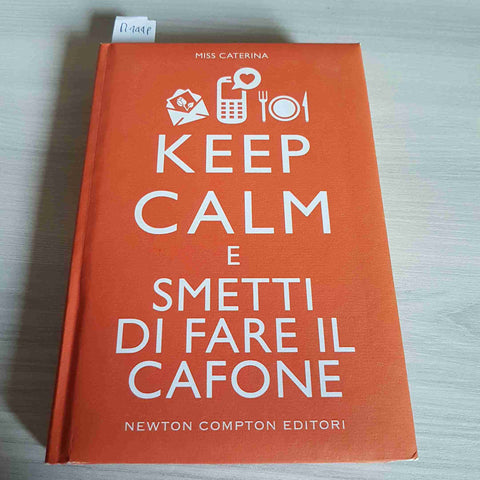 MISS CATERINA
KEEP
CALM
E
SMETTI
DI FARE IL
CAFONE
NEWTON COMPTON EDITORI